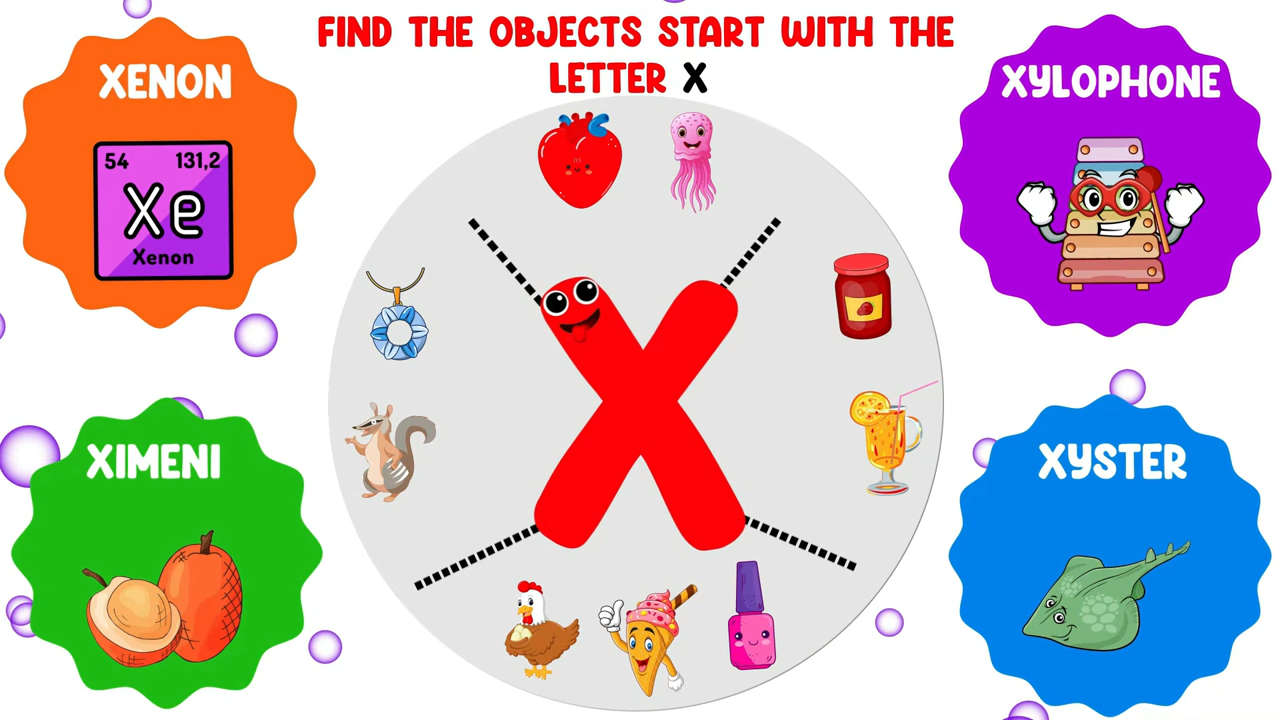 FIND THE OBJECTS START WITH THE
LETTER X
XENON
54 131,2
Xe
Xenon
XYLOPHONE
XIMENI
XYSTER